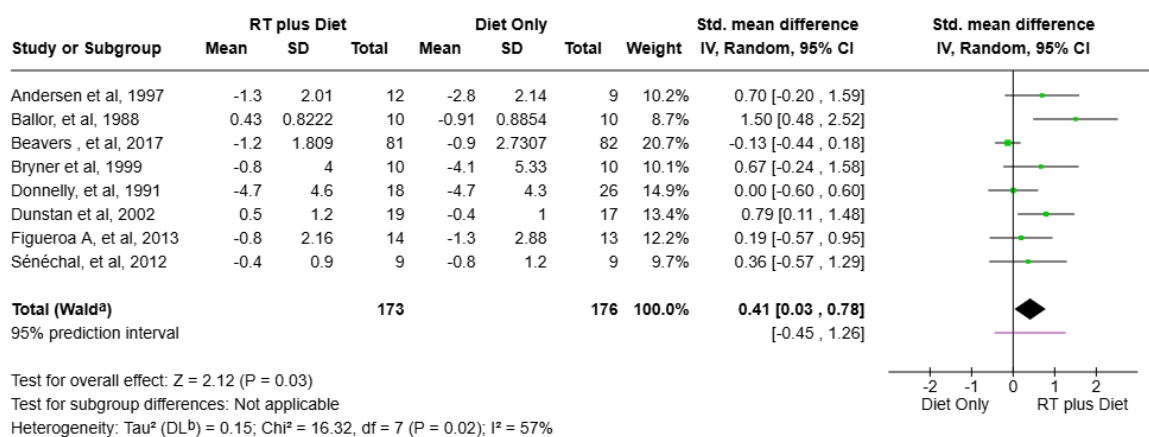 RT plus Diet Diet Only Std. mean difference Std. mean difference
Study or Subgroup Mean SD Total Mean SD Total Weight IV, Random, 95% CI IV, Random, 95% CI
Andersen et al, 1997 -1.3 2.01 12 -2.8 2.14 9 10.2% 0.70 [-0.20 , 1.59]
Ballor, et al, 1988 0.43 0.8222 10 -0.91 0.8854 10 8.7% 1.50 [0.48 , 2.52]
Beavers , et al, 2017 -1.2 1.809 81 -0.9 2.7307 82 20.7% -0.13 [-0.44 , 0.18]
Bryner et al, 1999 -0.8 4 10 -4.1 5.33 10 10.1% 0.67 [-0.24 , 1.58]
Donnelly, et al, 1991 -4.7 4.6 18 -4.7 4.3 26 14.9% 0.00 [-0.60 , 0.60]
Dunstan et al, 2002 0.5 1.2 19 -0.4 1 17 13.4% 0.79 [0.11 , 1.48]
Figueroa A, et al, 2013 -0.8 2.16 14 -1.3 2.88 13 12.2% 0.19 [-0.57 , 0.95]
Sénéchal, et al, 2012 -0.4 0.9 9 -0.8 1.2 9 9.7% 0.36 [-0.57 , 1.29]
Total (Waldᵃ) 173 176 100.0% 0.41 [0.03 , 0.78]
95% prediction interval [-0.45 , 1.26]
Test for overall effect: Z = 2.12 (P = 0.03)
Test for subgroup differences: Not applicable
Heterogeneity: Tau² (DLᵇ) = 0.15; Chi² = 16.32, df = 7 (P = 0.02); I² = 57%
-2 -1 0 1 2
Diet Only RT plus Diet